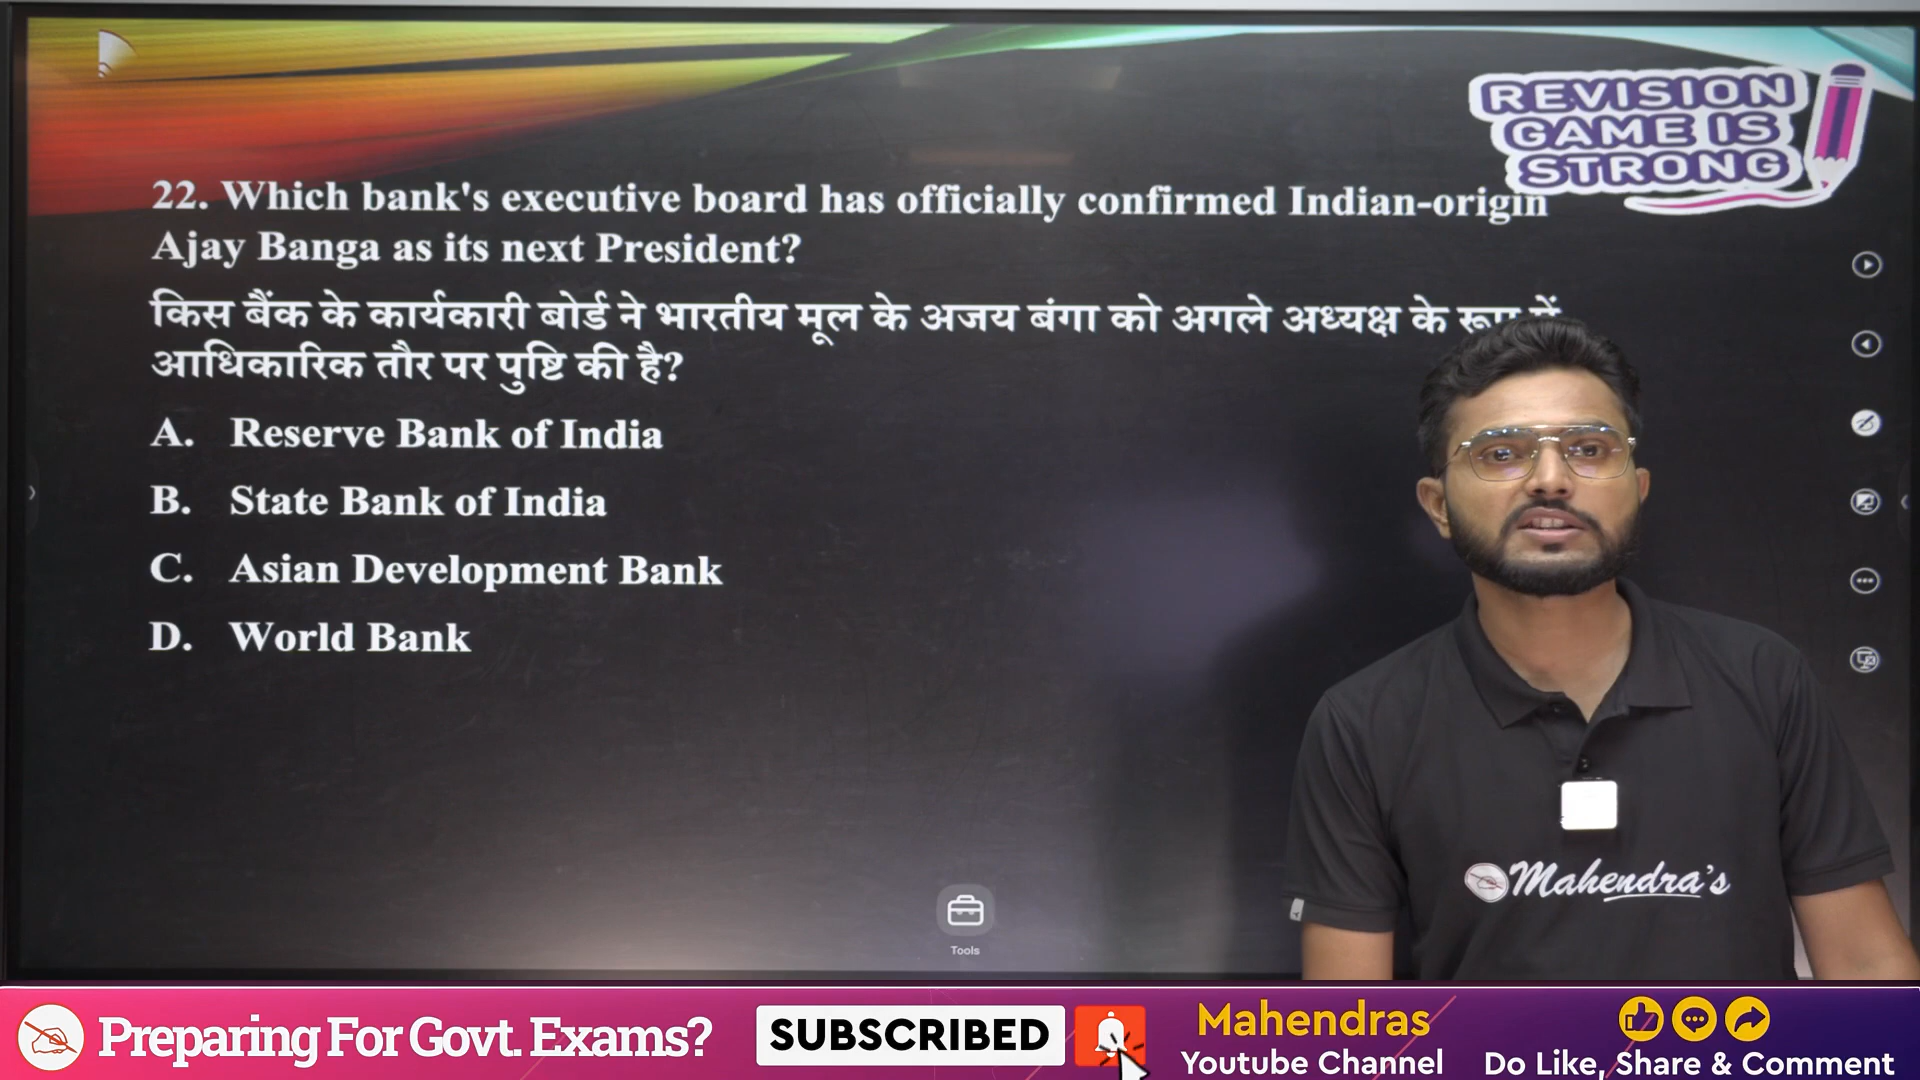 REVISION
GAME IS
STRONG
22. Which bank's executive board has officially confirmed Indian-origin
Ajay Banga as its next President?
किस बैंक के कार्यकारी बोर्ड ने भारतीय मूल के अजय बंगा को अगले अध्यक्ष के रूप में
आधिकारिक तौर पर पुष्टि की है?
A. Reserve Bank of India
B. State Bank of India
C. Asian Development Bank
D. World Bank
Mahendra's
Tools
Preparing For Govt. Exams?
SUBSCRIBED
Mahendras
Youtube Channel
Do Like, Share & Comment